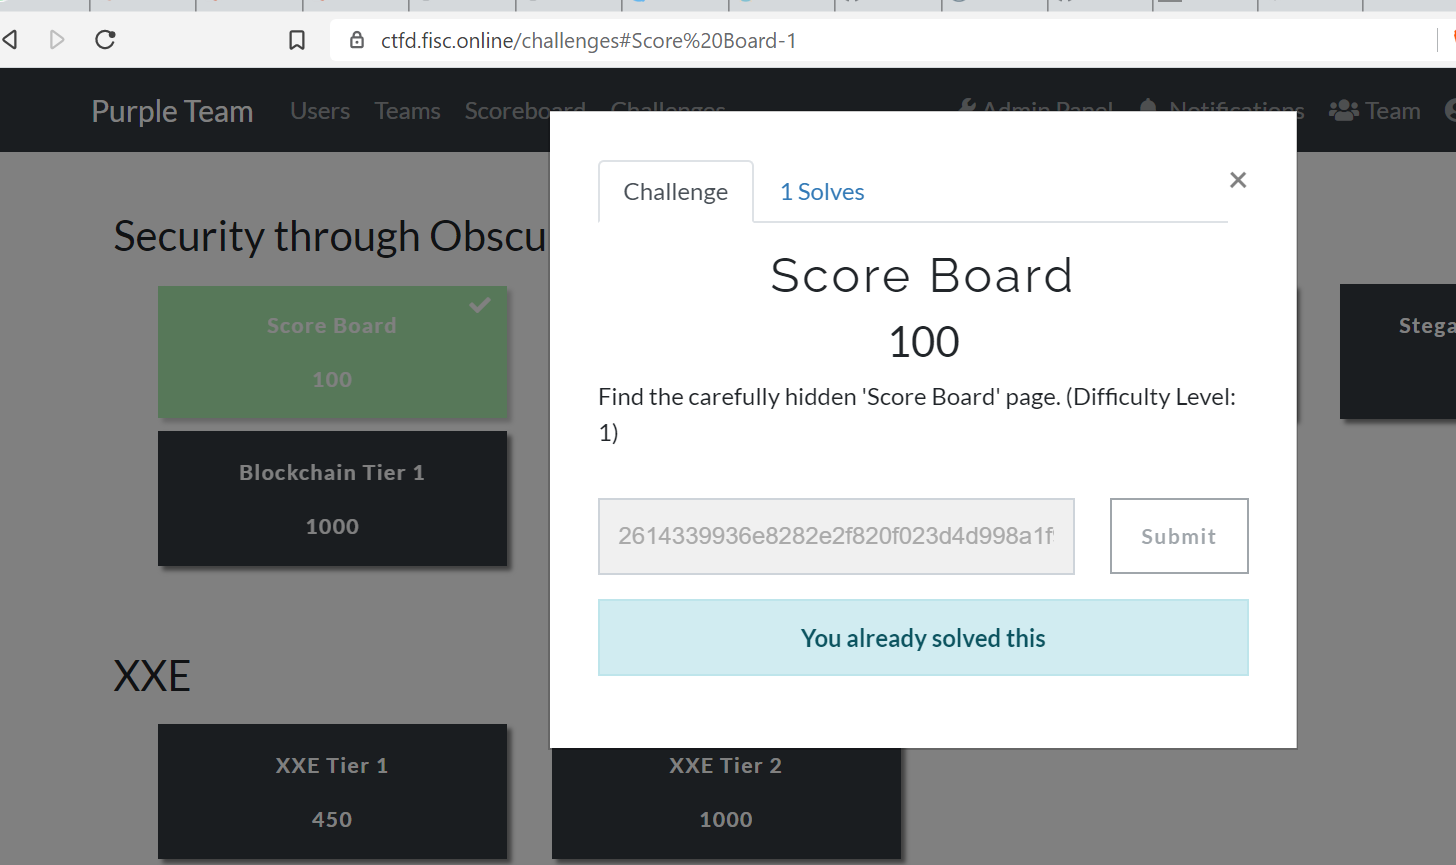 ctfd.fisc.online/challenges#Score%20Board-1
Purple Team Users Teams Scoreboard Challenges Admin Panel Notifications Team
Challenge 1 Solves ×
Score Board
100
Find the carefully hidden 'Score Board' page. (Difficulty Level:
1)
2614339936e8282e2f820f023d4d998a1f
Submit
You already solved this
Security through Obscu
Score Board
100
Stega
Blockchain Tier 1
1000
XXE
XXE Tier 1
450
XXE Tier 2
1000